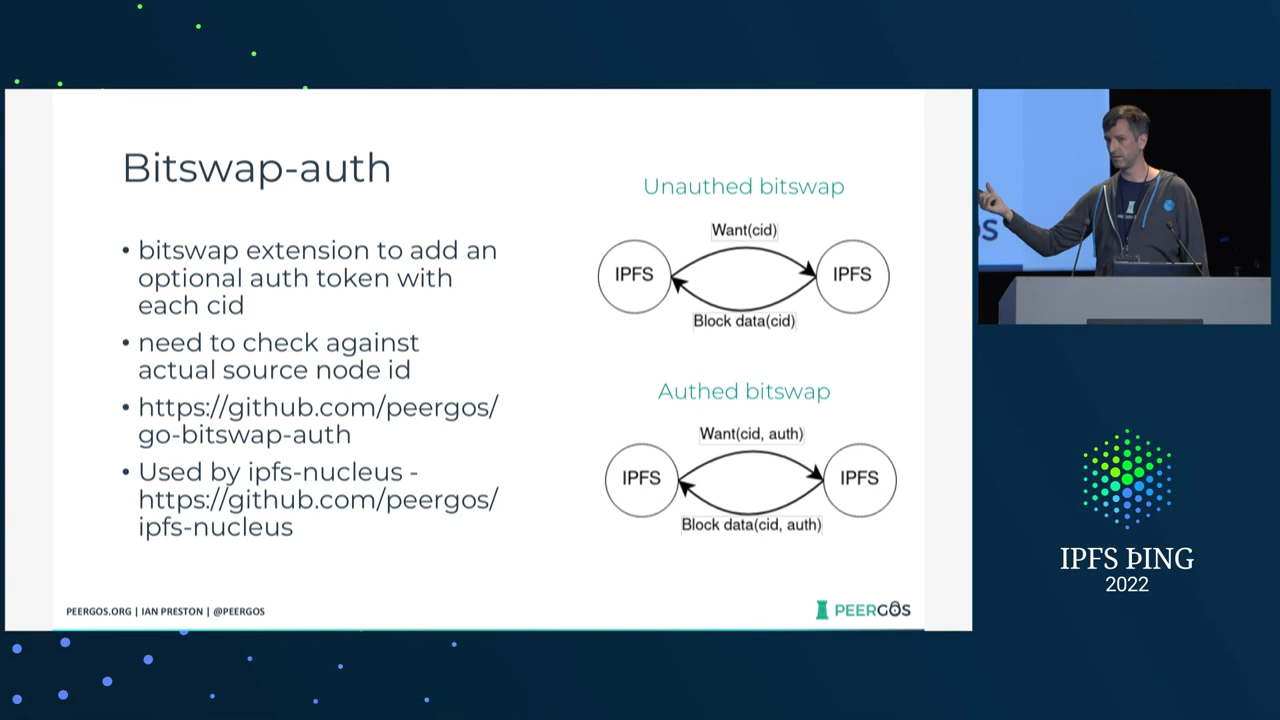 Bitswap-auth
• bitswap extension to add an
optional auth token with
each cid
• need to check against
actual source node id
• https://github.com/peergos/
go-bitswap-auth
• Used by ipfs-nucleus -
https://github.com/peergos/
ipfs-nucleus
Unauthed bitswap
Want(cid)
IPFS
IPFS
Block data(cid)
Authed bitswap
Want(cid, auth)
IPFS
IPFS
Block data(cid, auth)
PEERGOS.ORG | IAN PRESTON | @PEERGOS
PEERGOS
IPFS ÞING
2022